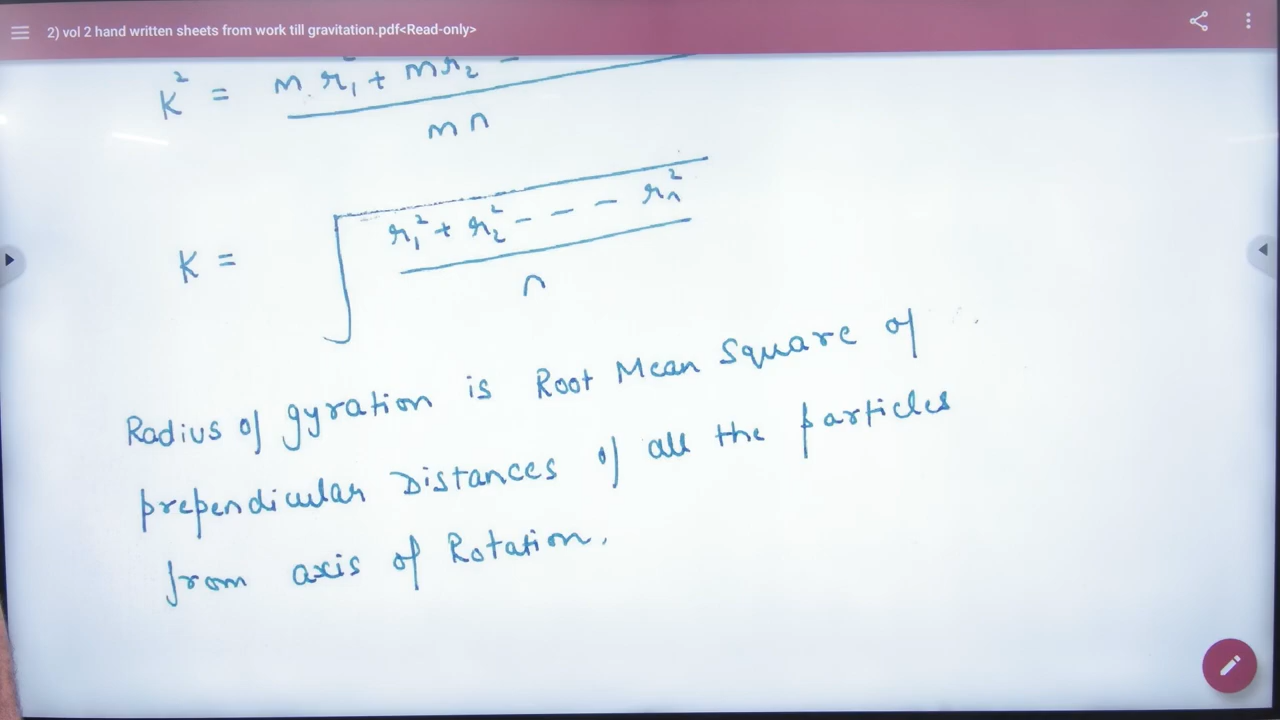 2) vol 2 hand written sheets from work till gravitation.pdf<Read-only>
K² = m r₁² + m r₂ -
m n
K = √ r₁² + r₂² - - - - rₙ²
n
Radius of gyration is Root Mean Square of
prependicular Distances of all the particles
from axis of Rotation.